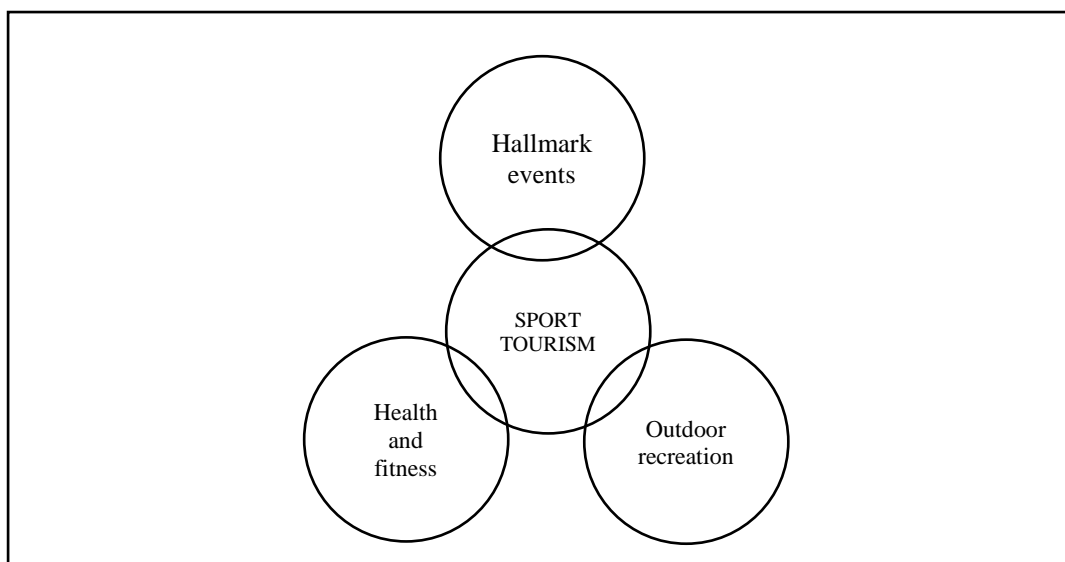 Hallmark
events
SPORT
TOURISM
Health
and
fitness
Outdoor
recreation